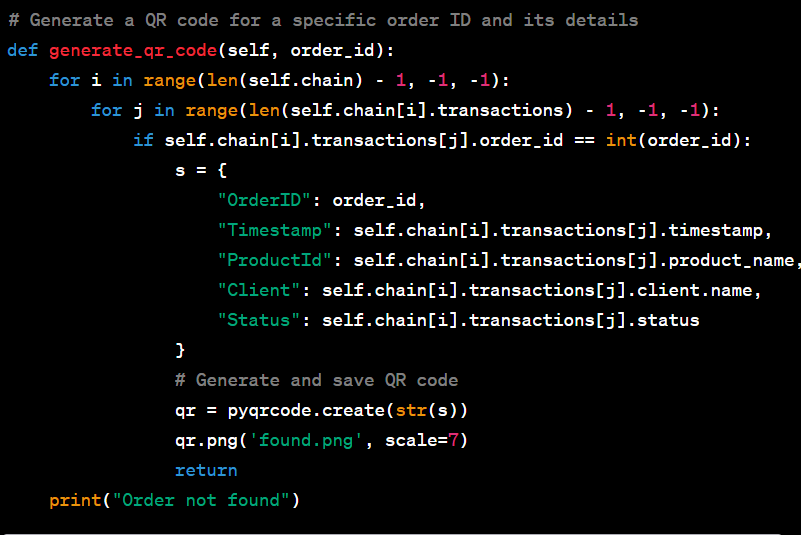 # Generate a QR code for a specific order ID and its details
def generate_qr_code(self, order_id):
    for i in range(len(self.chain) - 1, -1, -1):
        for j in range(len(self.chain[i].transactions) - 1, -1, -1):
            if self.chain[i].transactions[j].order_id == int(order_id):
                s = {
                    "OrderID": order_id,
                    "Timestamp": self.chain[i].transactions[j].timestamp,
                    "ProductId": self.chain[i].transactions[j].product_name,
                    "Client": self.chain[i].transactions[j].client.name,
                    "Status": self.chain[i].transactions[j].status
                }
                # Generate and save QR code
                qr = pyqrcode.create(str(s))
                qr.png('found.png', scale=7)
                return
    print("Order not found")